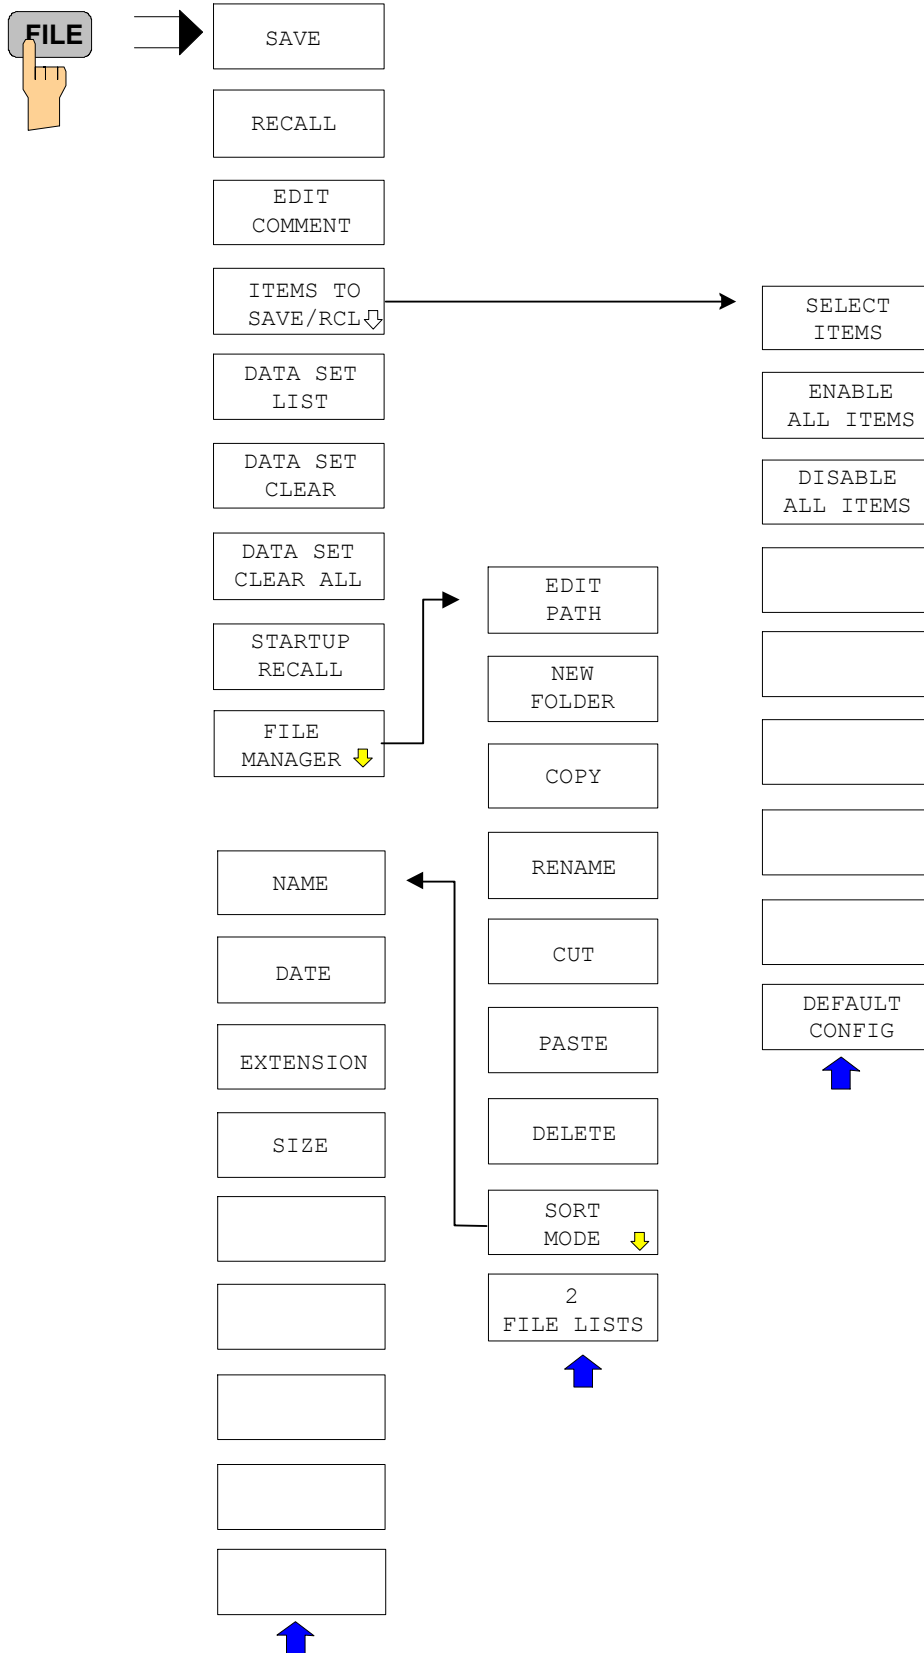 FILE
SAVE
RECALL
EDIT
COMMENT
ITEMS TO
SAVE/RCL
DATA SET
LIST
DATA SET
CLEAR
DATA SET
CLEAR ALL
STARTUP
RECALL
FILE
MANAGER
SELECT
ITEMS
ENABLE
ALL ITEMS
DISABLE
ALL ITEMS
DEFAULT
CONFIG
EDIT
PATH
NEW
FOLDER
COPY
RENAME
CUT
PASTE
DELETE
SORT
MODE
2
FILE LISTS
NAME
DATE
EXTENSION
SIZE